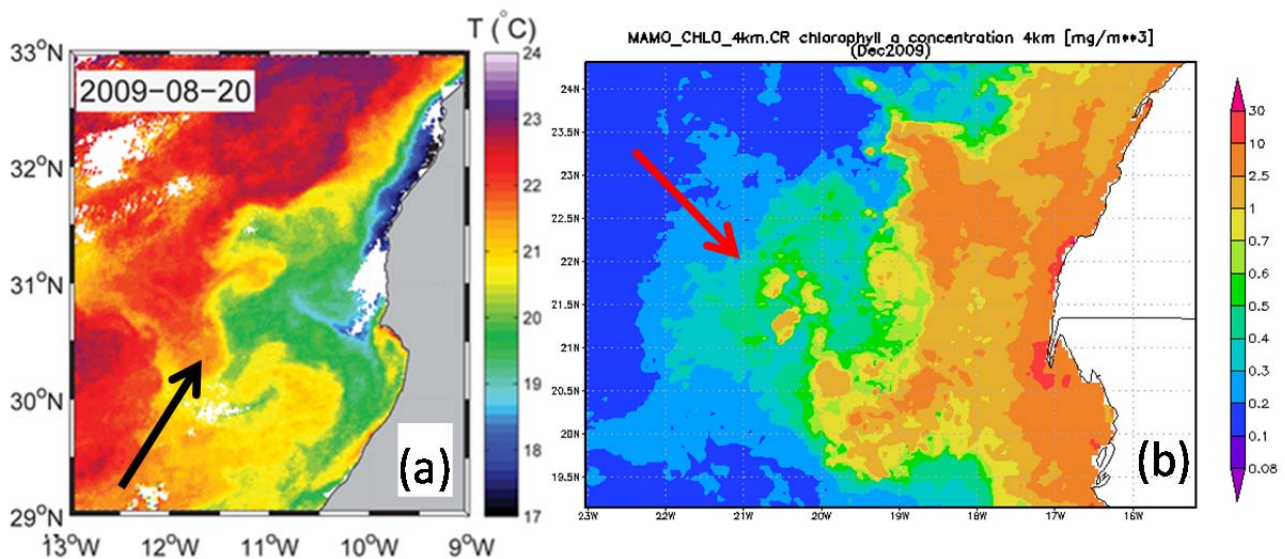 T (°C)
33°N
2009-08-20
32°N
31°N
30°N
29°N
13°W 12°W 11°W 10°W 9°W
24
23
22
21
20
19
18
17
(a)
MAMO_CHLO_4km.CR chlorophyll a concentration 4km [mg/m**3]
(Dec2009)
24N
23.5N
23N
22.5N
22N
21.5N
21N
20.5N
20N
19.5N
23W 22W 21W 20W 19W 18W 17W 16W
30
10
2.5
1
0.7
0.6
0.5
0.4
0.3
0.2
0.1
0.08
(b)